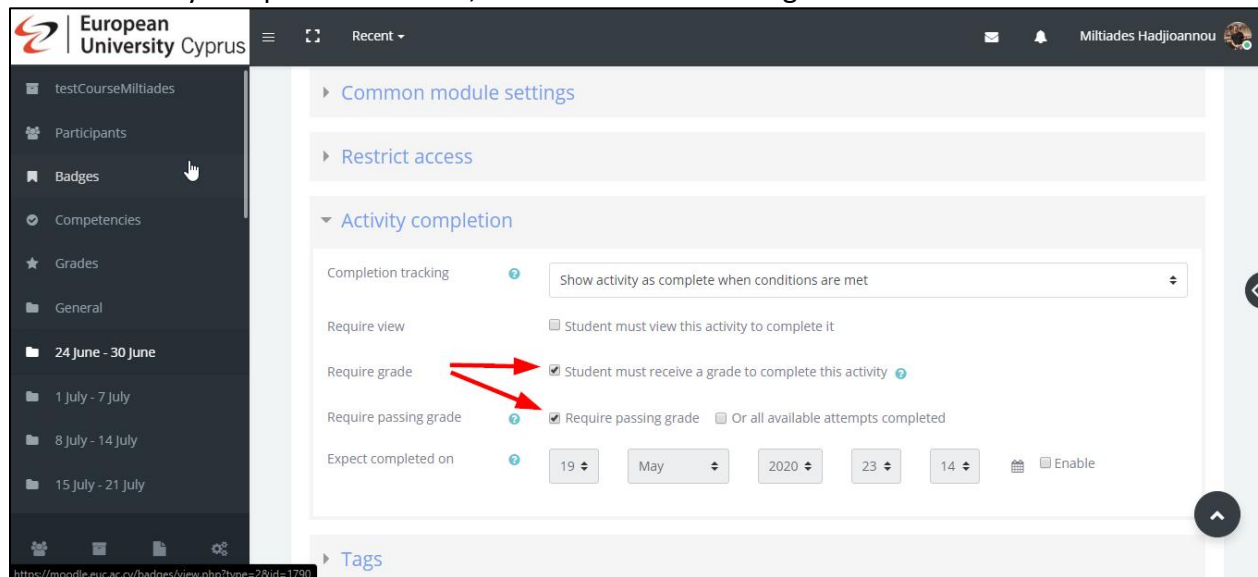 European
University Cyprus
Recent
Miltiades Hadjioannou
testCourseMiltiades
Participants
Badges
Competencies
Grades
General
24 June - 30 June
1 July - 7 July
8 July - 14 July
15 July - 21 July
Common module settings
Restrict access
Activity completion
Completion tracking
Show activity as complete when conditions are met
Require view
Student must view this activity to complete it
Require grade
Student must receive a grade to complete this activity
Require passing grade
Require passing grade Or all available attempts completed
Expect completed on
19 May 2020 23 14 Enable
Tags
https://moodle.euc.ac.cy/badges/view.php?type=2&id=1790